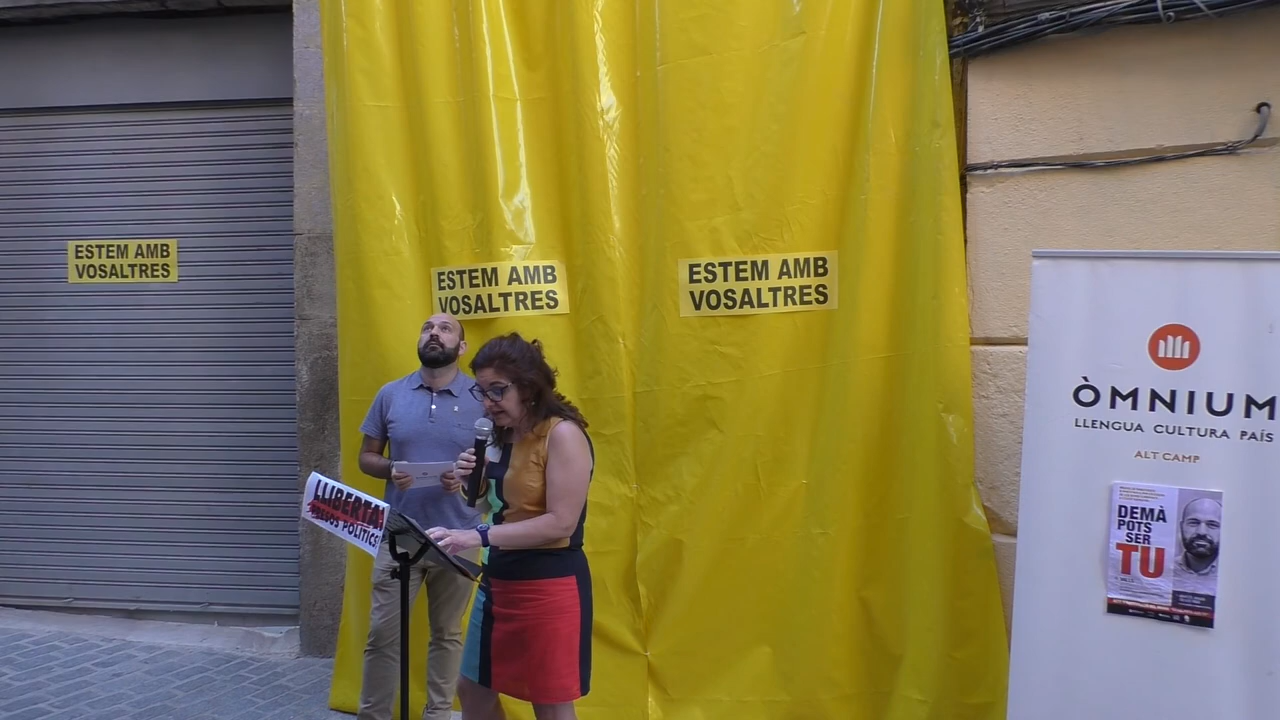 ESTEM AMB
VOSALTRES
ESTEM AMB
VOSALTRES
ESTEM AMB
VOSALTRES
LLIBERTAT
PRESOS POLÍTICS
ÒMNIUM
LLENGUA CULTURA PAÍS
ALT CAMP
DEMÀ
POTS
SER
TU